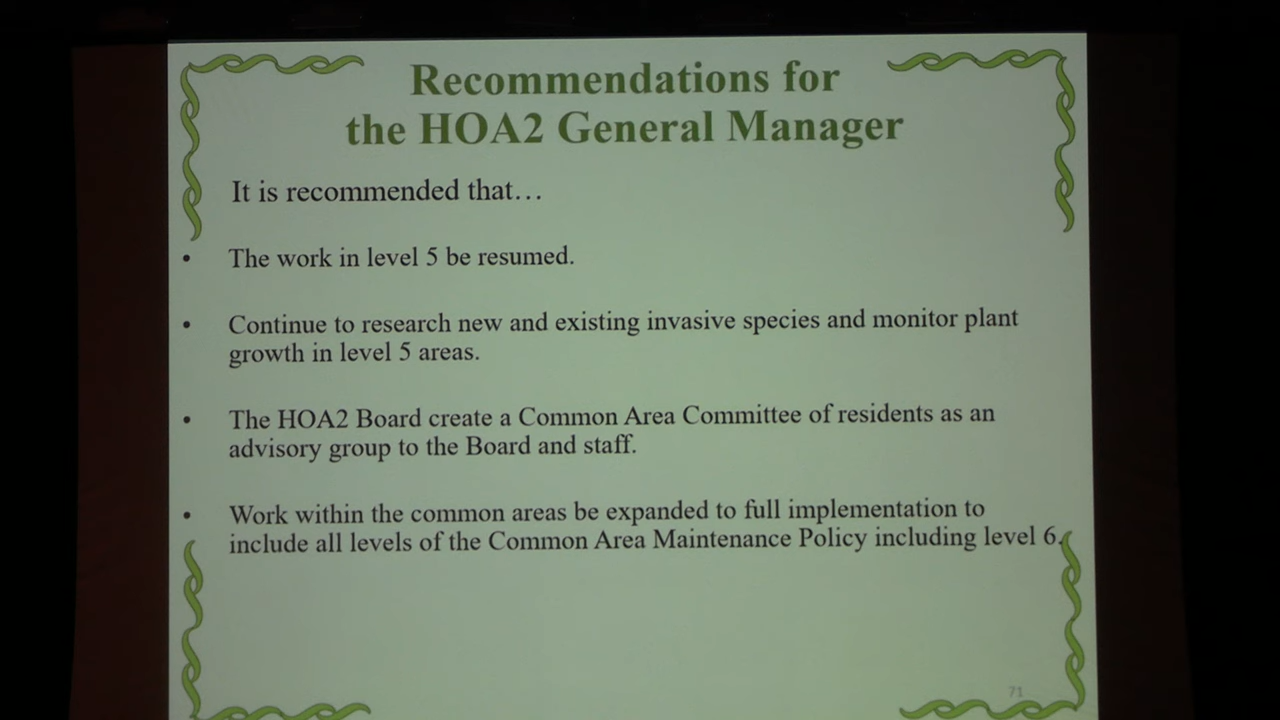 Recommendations for
the HOA2 General Manager
It is recommended that…
• The work in level 5 be resumed.
• Continue to research new and existing invasive species and monitor plant
growth in level 5 areas.
• The HOA2 Board create a Common Area Committee of residents as an
advisory group to the Board and staff.
• Work within the common areas be expanded to full implementation to
include all levels of the Common Area Maintenance Policy including level 6.
71